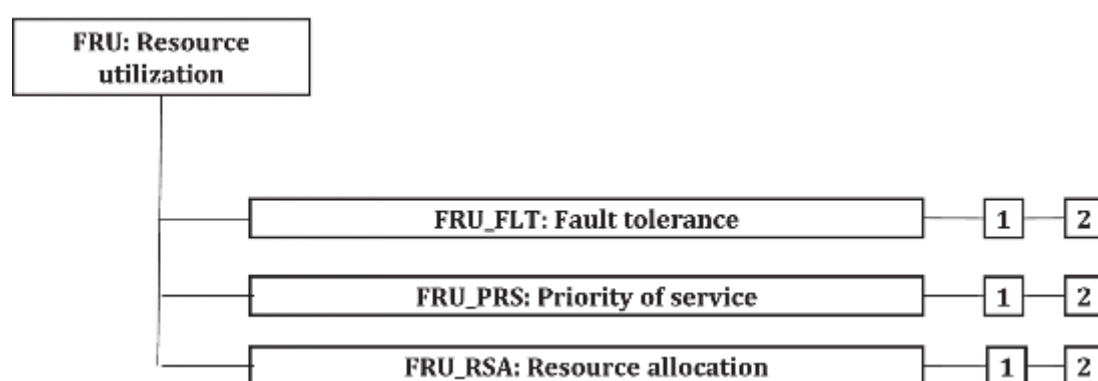 FRU: Resource
utilization
FRU_FLT: Fault tolerance 1 2
FRU_PRS: Priority of service 1 2
FRU_RSA: Resource allocation 1 2